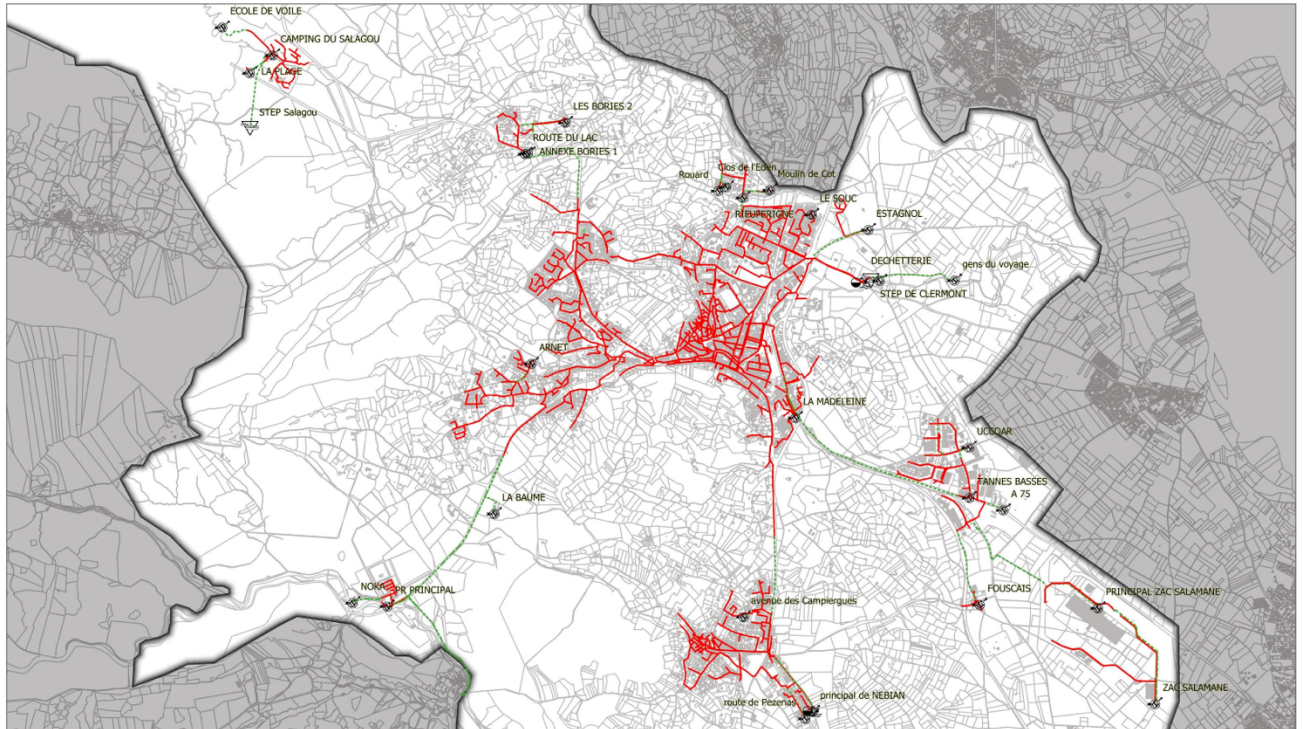 ECOLE DE VOILE
CAMPING DU SALAGOU
LA PLAGE
STEP Salagou
LES BORIES 2
ROUTE DU LAC
ANNEXE BORIES 1
Clos de l'Eden
Rouard
Moulin de Cot
LE SOUC
RIEUPERIGNE
ESTAGNOL
DECHETTERIE
gens du voyage
STEP DE CLERMONT
ARNET
LA MADELEINE
UCCOAR
TANNES BASSES
A 75
LA BAUME
NOKA
PR PRINCIPAL
FOUSCAIS
PRINCIPAL ZAC SALAMANE
avenue des Campiergues
ZAC SALAMANE
principal de NEBIAN
route de Pezenas